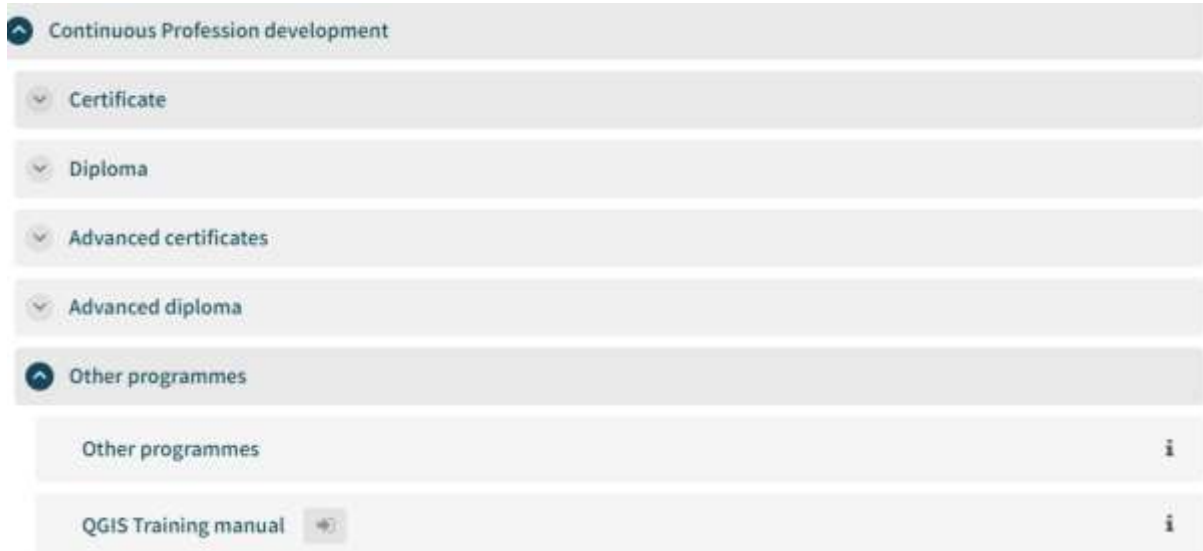 Continuous Profession development
Certificate
Diploma
Advanced certificates
Advanced diploma
Other programmes
Other programmes
QGIS Training manual